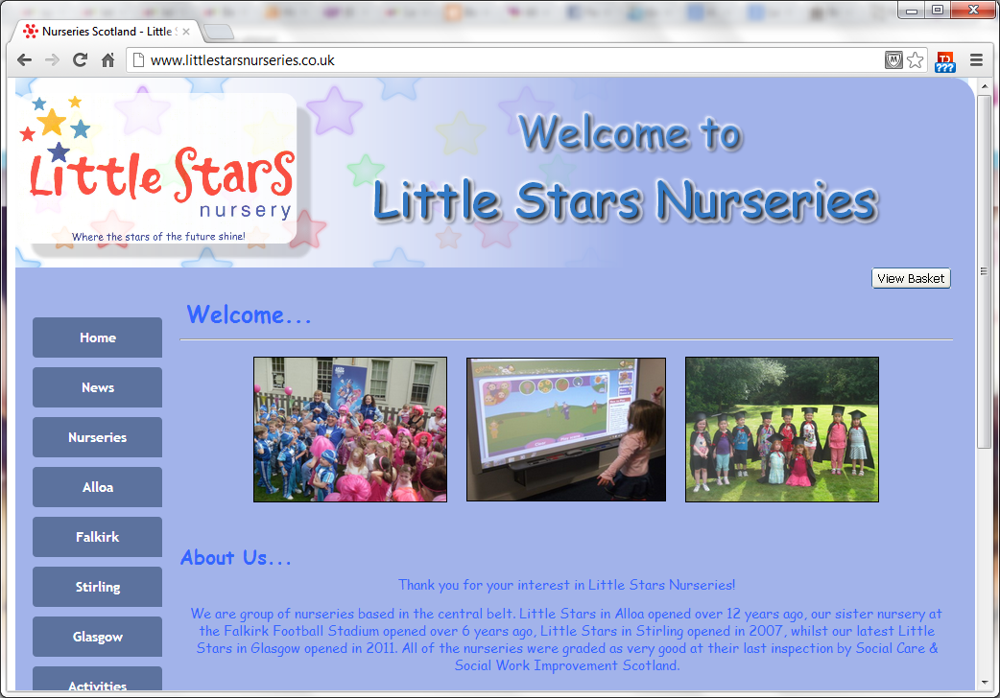 Nurseries Scotland - Little S
www.littlestarsnurseries.co.uk
Little Stars
nursery
Where the stars of the future shine!
Welcome to
Little Stars Nurseries
View Basket
Welcome...
Home
News
Nurseries
Alloa
Falkirk
Stirling
Glasgow
Activities
About Us...
Thank you for your interest in Little Stars Nurseries!
We are group of nurseries based in the central belt. Little Stars in Alloa opened over 12 years ago, our sister nursery at
the Falkirk Football Stadium opened over 6 years ago, Little Stars in Stirling opened in 2007, whilst our latest Little
Stars in Glasgow opened in 2011. All of the nurseries were graded as very good at their last inspection by Social Care &
Social Work Improvement Scotland.